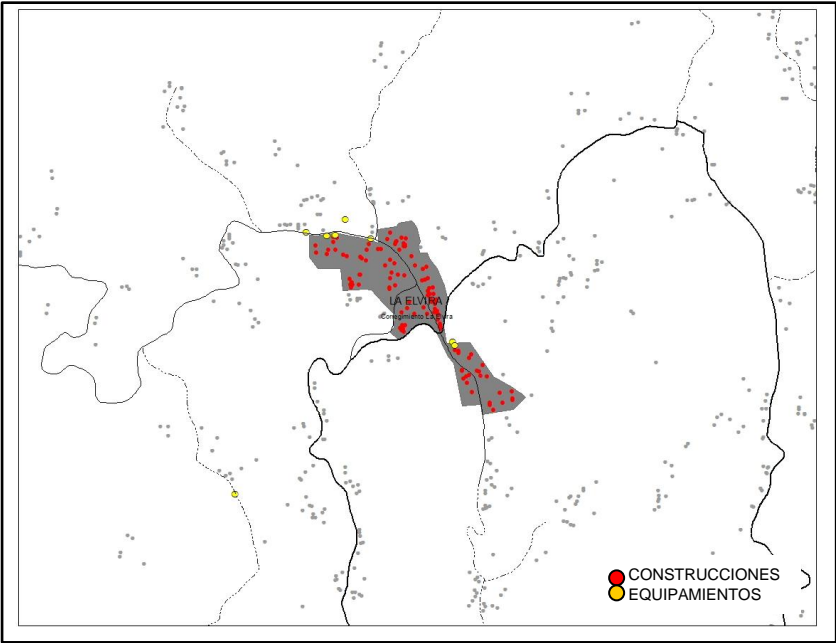 LA ELVIRA
Corregimiento La Elvira
CONSTRUCCIONES
EQUIPAMIENTOS